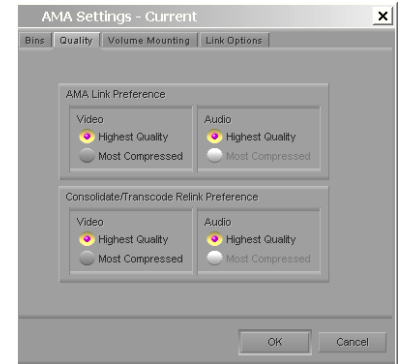 AMA Settings - Current
Bins Quality Volume Mounting Link Options
AMA Link Preference
Video Audio
Highest Quality Highest Quality
Most Compressed Most Compressed
Consolidate/Transcode Relink Preference
Video Audio
Highest Quality Highest Quality
Most Compressed Most Compressed
OK Cancel